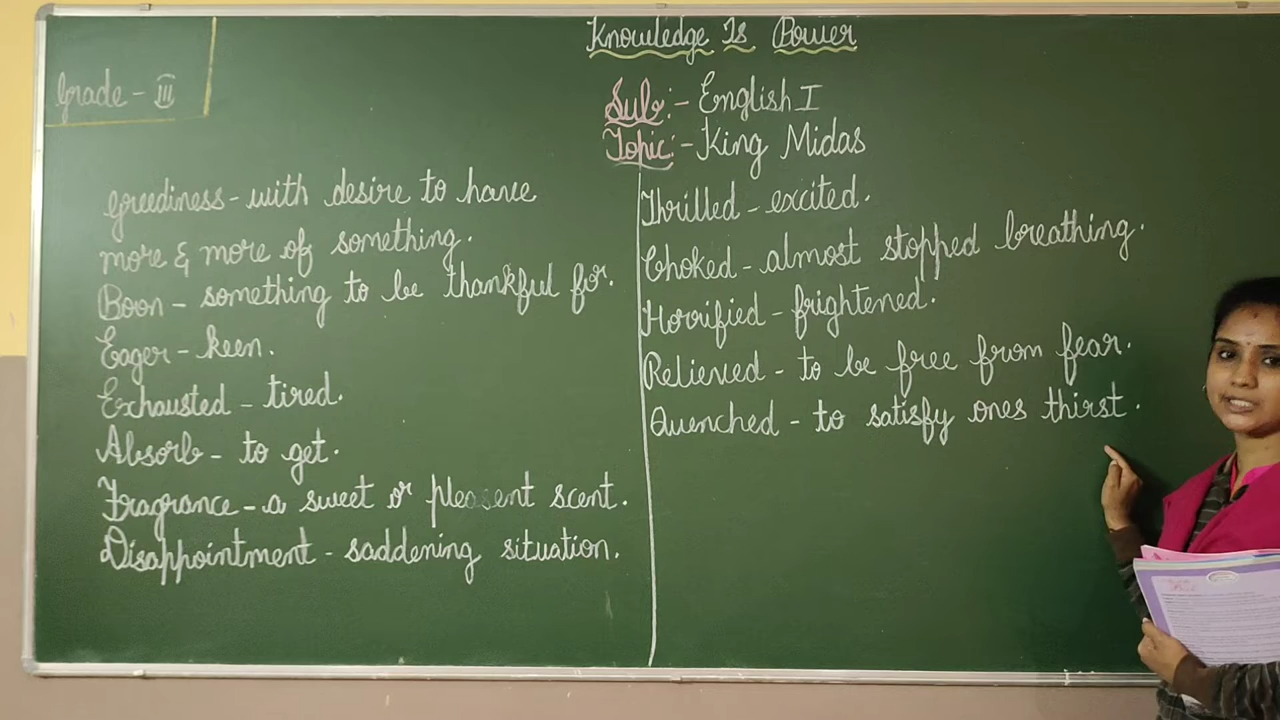 Knowledge Is Power
Grade - III
Sub:- English I
Topic:- King Midas
Greediness - with desire to have
more & more of something.
Boon - something to be thankful for.
Eager - keen.
Exhausted - tired.
Absorb - to get.
Fragrance - a sweet or pleasent scent.
Disappointment - saddening situation.
Thrilled - excited.
Choked - almost stopped breathing.
Horrified - frightened.
Relieved - to be free from fear.
Quenched - to satisfy ones thirst.